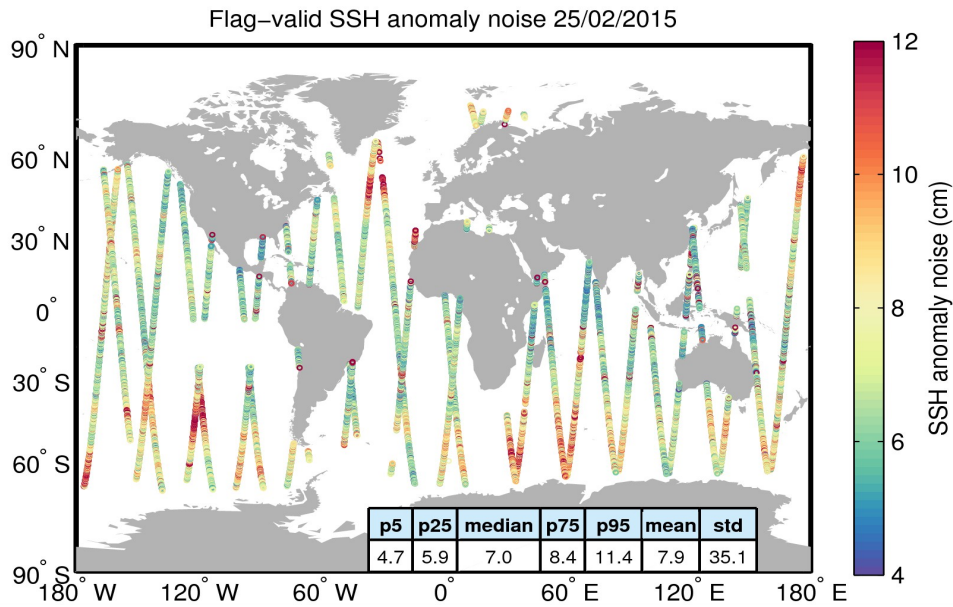 Flag−valid SSH anomaly noise 25/02/2015
90° N
60° N
30° N
0°
30° S
60° S
90° S
180° W 120° W 60° W 0° 60° E 120° E 180° E
p5 p25 median p75 p95 mean std
4.7 5.9 7.0 8.4 11.4 7.9 35.1
12
10
8
6
4
SSH anomaly noise (cm)